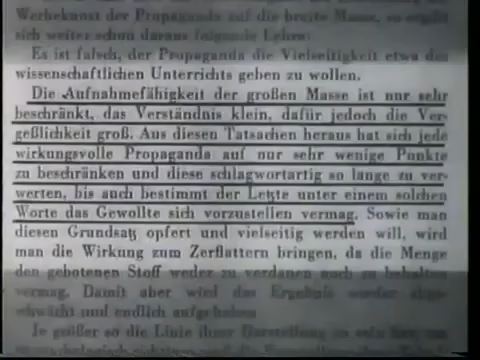 Werbekunst der Propaganda auf die breite Masse, so ergibt
sich weiter schon daraus folgende Lehre:
Es ist falsch, der Propaganda die Vielseitigkeit etwa des
wissenschaftlichen Unterrichts geben zu wollen.
Die Aufnahmefähigkeit der großen Masse ist nur sehr
beschränkt, das Verständnis klein, dafür jedoch die Ver-
geßlichkeit groß. Aus diesen Tatsachen heraus hat sich jede
wirkungsvolle Propaganda auf nur sehr wenige Punkte
zu beschränken und diese schlagwortartig so lange zu ver-
werten, bis auch bestimmt der Letzte unter einem solchen
Worte das Gewollte sich vorzustellen vermag. Sowie man
diesen Grundsatz opfert und vielseitig werden will, wird
man die Wirkung zum Zerflattern bringen, da die Menge
den gebotenen Stoff weder zu verdauen noch zu behalten
vermag. Damit aber wird das Ergebnis wieder abge-
schwächt und endlich aufgehoben.
Je größer so die Linie ihrer Darstellung zu sein hat, um